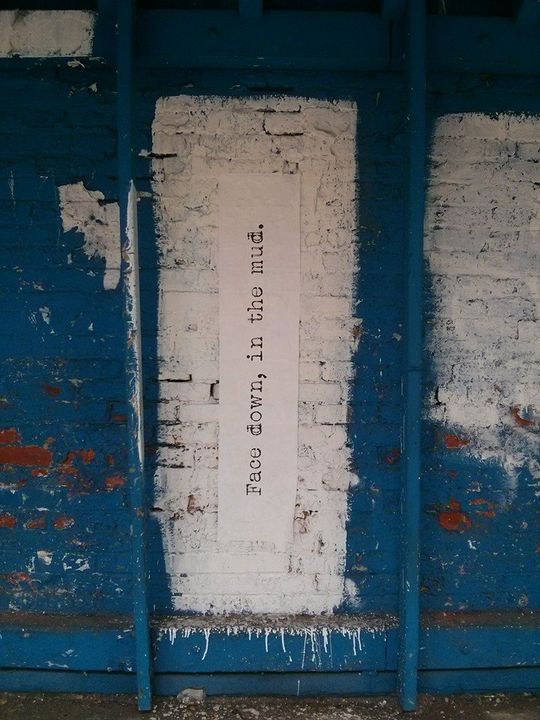 Face down, in the mud.